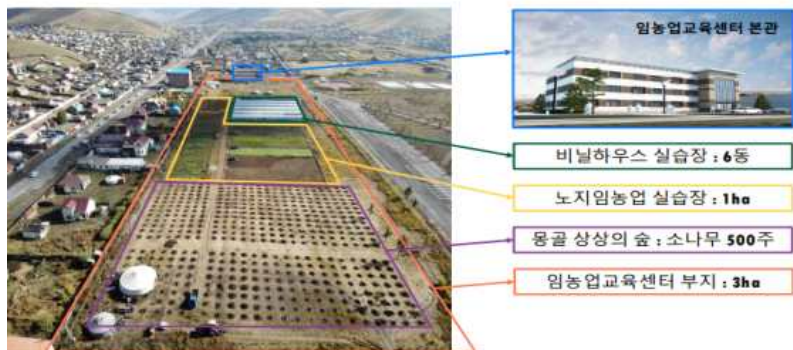 임농업교육센터 본관
비닐하우스 실습장 : 6동
노지임농업 실습장 : 1ha
몽골 상상의 숲 : 소나무 500주
임농업교육센터 부지 : 3ha